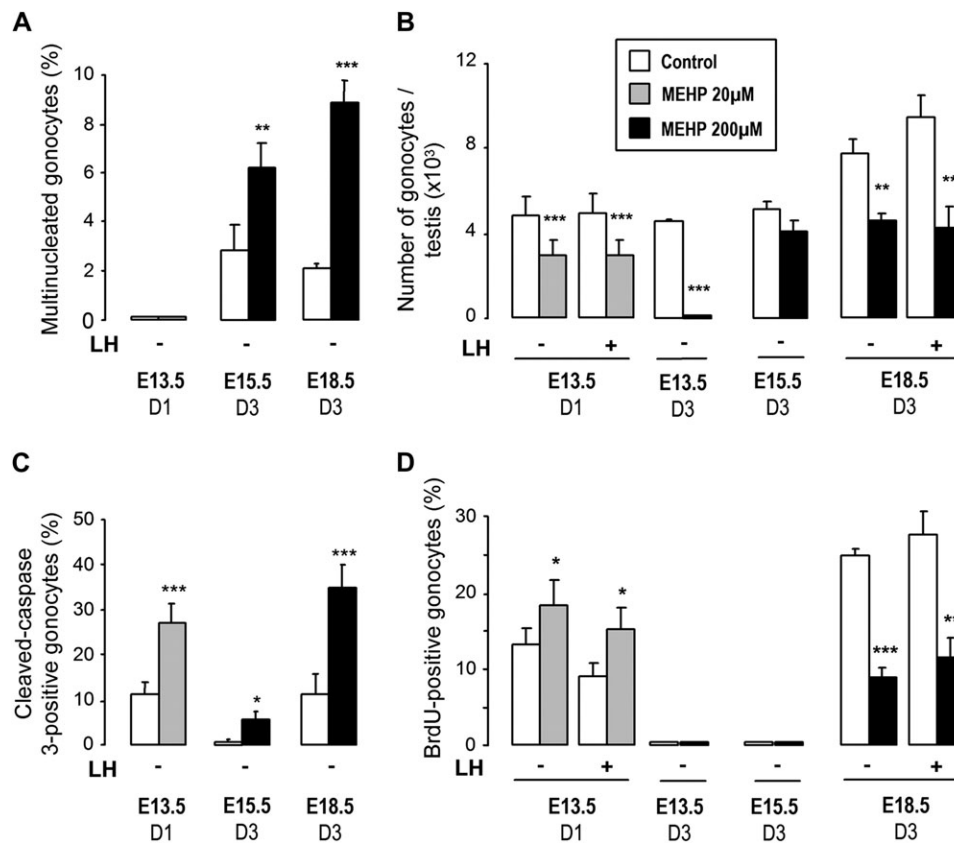 A
Multinucleated gonocytes (%)
10
8
6
4
2
0
**
***
LH - - -
E13.5 E15.5 E18.5
D1 D3 D3
B
Number of gonocytes /
testis (x10³)
12
8
4
0
Control
MEHP 20µM
MEHP 200µM
*** *** *** ** **
LH - + - - - +
E13.5 E13.5 E15.5 E18.5
D1 D3 D3 D3
C
Cleaved-caspase
3-positive gonocytes (%)
50
40
30
20
10
0
*** * ***
LH - - -
E13.5 E15.5 E18.5
D1 D3 D3
D
BrdU-positive gonocytes (%)
30
20
10
0
* * *** **
LH - + - +
E13.5 E13.5 E15.5 E18.5
D1 D3 D3 D3